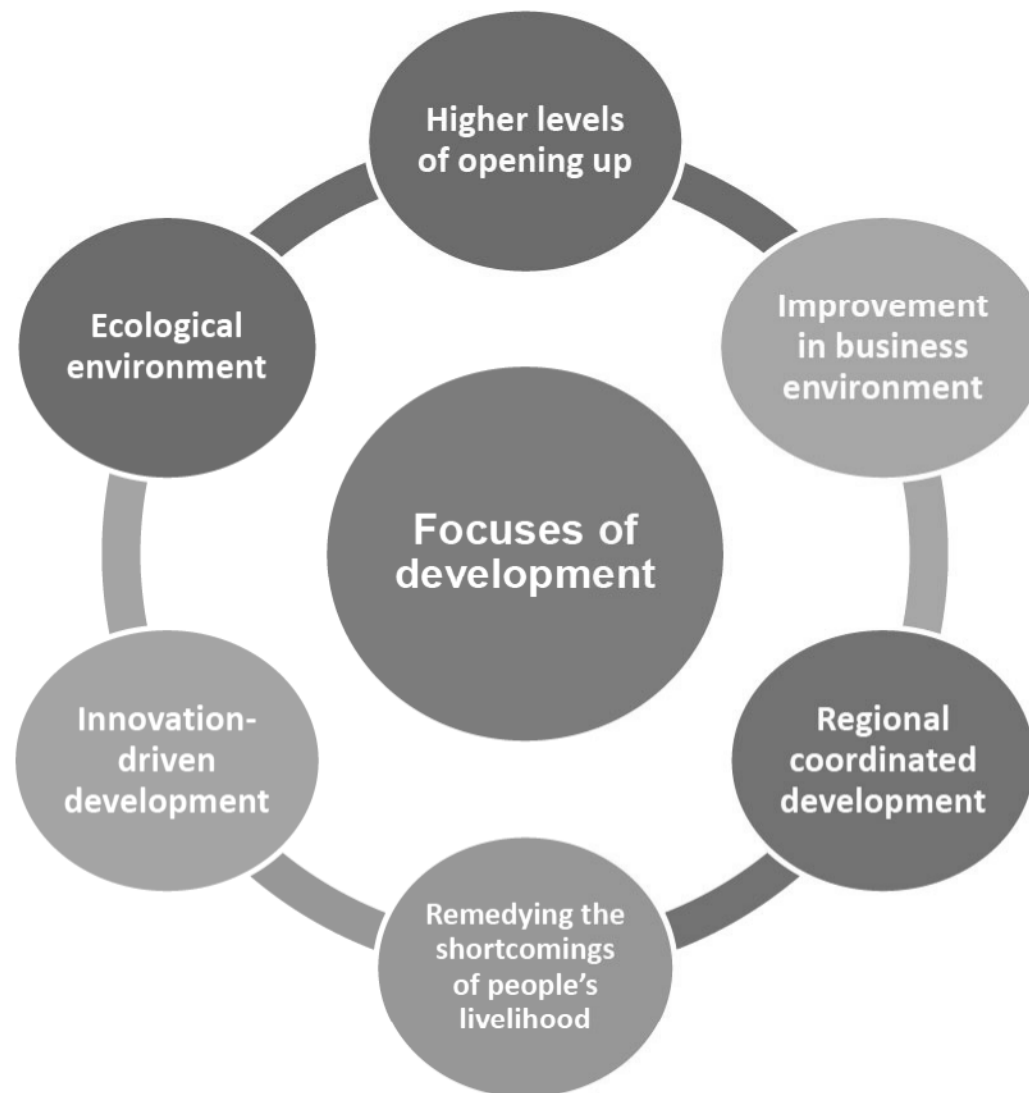 Higher levels
of opening up
Improvement
in business
environment
Regional
coordinated
development
Remedying the
shortcomings
of people’s
livelihood
Innovation-
driven
development
Ecological
environment
Focuses of
development